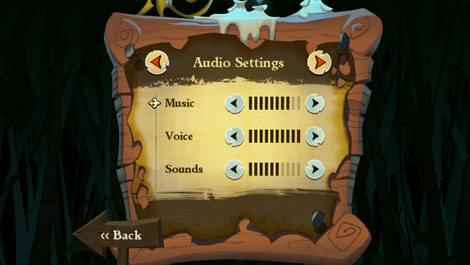 Audio Settings
Music
Voice
Sounds
‹‹ Back